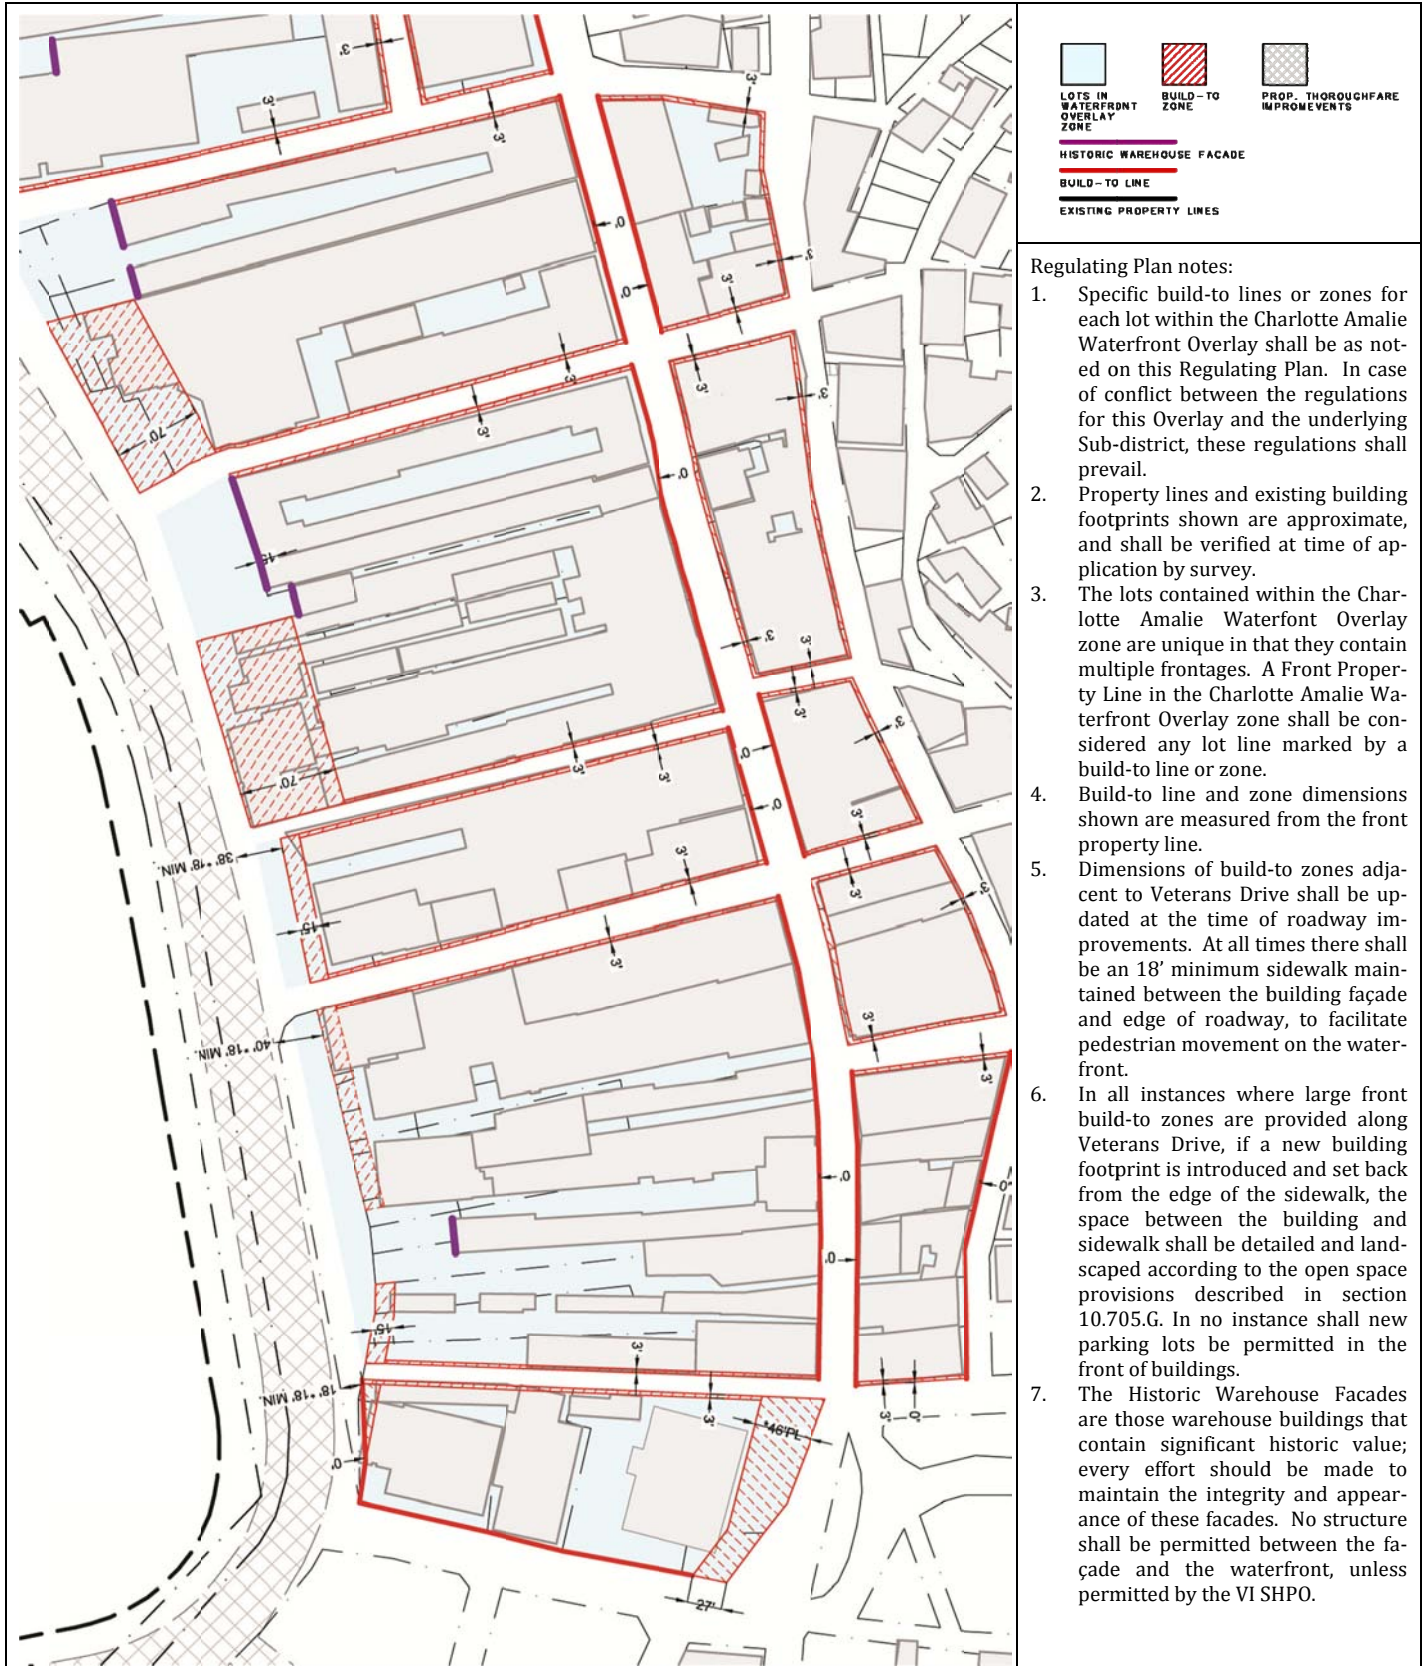 LOTS IN
WATERFRONT
OVERLAY
ZONE
BUILD-TO
ZONE
PROP. THOROUGHFARE
IMPROMEVENTS
HISTORIC WAREHOUSE FACADE
BUILD-TO LINE
EXISTING PROPERTY LINES
Regulating Plan notes:
1. Specific build-to lines or zones for
each lot within the Charlotte Amalie
Waterfront Overlay shall be as not-
ed on this Regulating Plan. In case
of conflict between the regulations
for this Overlay and the underlying
Sub-district, these regulations shall
prevail.
2. Property lines and existing building
footprints shown are approximate,
and shall be verified at time of ap-
plication by survey.
3. The lots contained within the Char-
lotte Amalie Waterfont Overlay
zone are unique in that they contain
multiple frontages. A Front Proper-
ty Line in the Charlotte Amalie Wa-
terfront Overlay zone shall be con-
sidered any lot line marked by a
build-to line or zone.
4. Build-to line and zone dimensions
shown are measured from the front
property line.
5. Dimensions of build-to zones adja-
cent to Veterans Drive shall be up-
dated at the time of roadway im-
provements. At all times there shall
be an 18’ minimum sidewalk main-
tained between the building façade
and edge of roadway, to facilitate
pedestrian movement on the water-
front.
6. In all instances where large front
build-to zones are provided along
Veterans Drive, if a new building
footprint is introduced and set back
from the edge of the sidewalk, the
space between the building and
sidewalk shall be detailed and land-
scaped according to the open space
provisions described in section
10.705.G. In no instance shall new
parking lots be permitted in the
front of buildings.
7. The Historic Warehouse Facades
are those warehouse buildings that
contain significant historic value;
every effort should be made to
maintain the integrity and appear-
ance of these facades. No structure
shall be permitted between the fa-
çade and the waterfront, unless
permitted by the VI SHPO.
3'
3'
3'
3'
0'
0'
3'
3'
3'
3'
3'
70'
3'
0'
15'
3'
3'
3'
3'
0'
3'
70'
3'
3'
0'
38' *18' MIN.
3'
3'
3'
15'
3'
3'
40' *18' MIN.
3'
3'
0'
0'
0'
15'
3'
18' *18' MIN.
3'
3'
0'
*46'PL
0'
27'